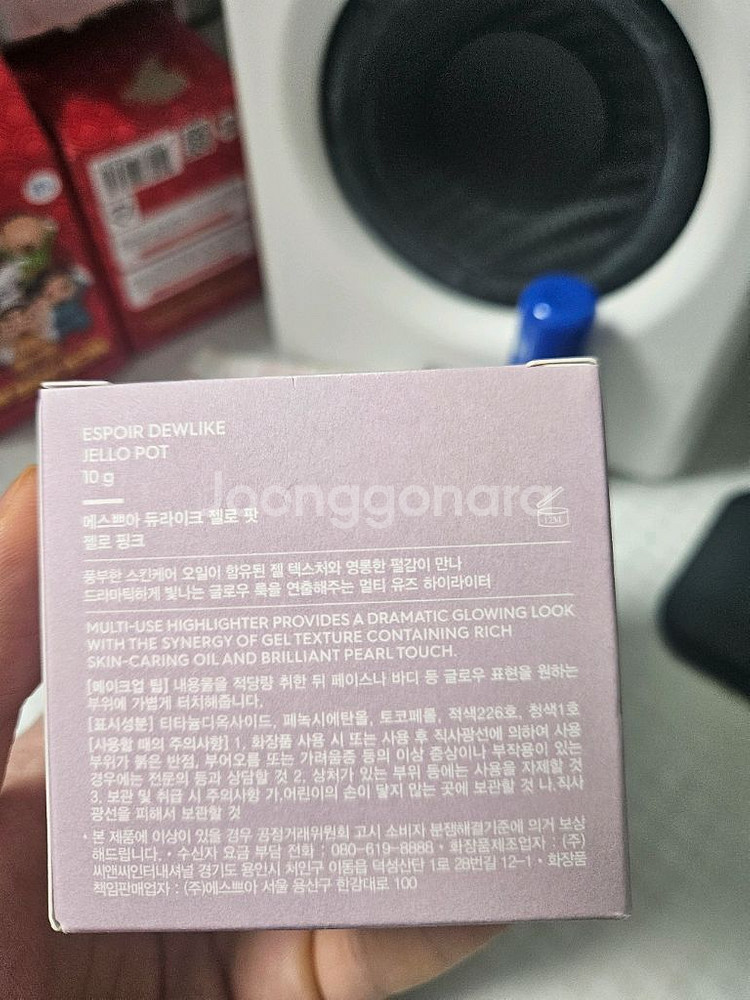 ESPOIR DEWLIKE
JELLO POT
10 g
에스쁘아 듀라이크 젤로 팟
젤로 핑크
Joonggonara
12M
풍부한 스킨케어 오일이 함유된 젤 텍스처와 영롱한 펄감이 만나
드라마틱하게 빛나는 글로우 룩을 연출해주는 멀티 유즈 하이라이터
MULTI-USE HIGHLIGHTER PROVIDES A DRAMATIC GLOWING LOOK
WITH THE SYNERGY OF GEL TEXTURE CONTAINING RICH
SKIN-CARING OIL AND BRILLIANT PEARL TOUCH.
[메이크업 팁] 내용물을 적당량 취한 뒤 페이스나 바디 등 글로우 표현을 원하는
부위에 가볍게 터치해줍니다.
[표시성분] 티타늄디옥사이드, 페녹시에탄올, 토코페롤, 적색226호, 청색1호
[사용할 때의 주의사항] 1. 화장품 사용 시 또는 사용 후 직사광선에 의하여 사용
부위가 붉은 반점, 부어오름 또는 가려움증 등의 이상 증상이나 부작용이 있는
경우에는 전문의 등과 상담할 것 2. 상처가 있는 부위 등에는 사용을 자제할 것
3. 보관 및 취급 시 주의사항 가.어린이의 손이 닿지 않는 곳에 보관할 것 나.직사
광선을 피해서 보관할 것
• 본 제품에 이상이 있을 경우 공정거래위원회 고시 소비자 분쟁해결기준에 의거 보상
해드립니다. • 수신자 요금 부담 전화 : 080-619-8888 • 화장품제조업자 : (주)
씨앤씨인터내셔널 경기도 용인시 처인구 이동읍 덕성산단 1로 28번길 12-1 • 화장품
책임판매업자 : (주)에스쁘아 서울 용산구 한강대로 100